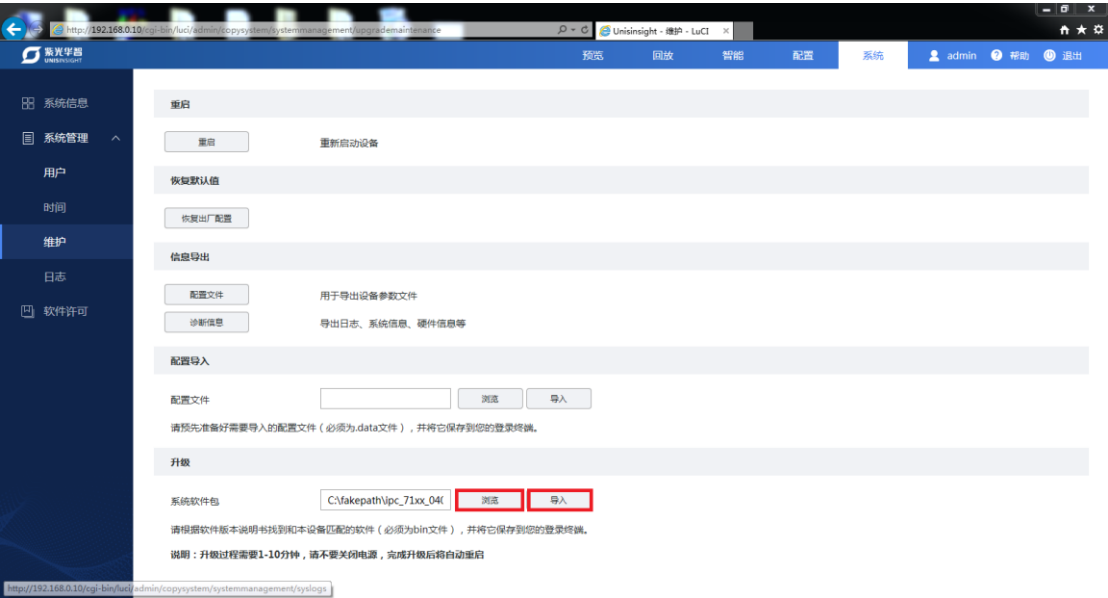 http://192.168.0.10/cgi-bin/luci/admin/copysystem/systemmanagement/upgrademaintenance
Unisinsight - 维护 - LuCI
紫光华智
UNISINSIGHT
预览 回放 智能 配置 系统 admin 帮助 退出
系统信息
系统管理
用户
时间
维护
日志
软件许可
重启
重启 重新启动设备
恢复默认值
恢复出厂配置
信息导出
配置文件 用于导出设备参数文件
诊断信息 导出日志、系统信息、硬件信息等
配置导入
配置文件 浏览 导入
请预先准备好需要导入的配置文件（必须为.data文件），并将它保存到您的登录终端。
升级
系统软件包 C:\fakepath\ipc_71xx_04( 浏览 导入
请根据软件版本说明书找到和本设备匹配的软件（必须为bin文件），并将它保存到您的登录终端。
说明：升级过程需要1-10分钟，请不要关闭电源，完成升级后将自动重启
http://192.168.0.10/cgi-bin/luci/admin/copysystem/systemmanagement/syslogs